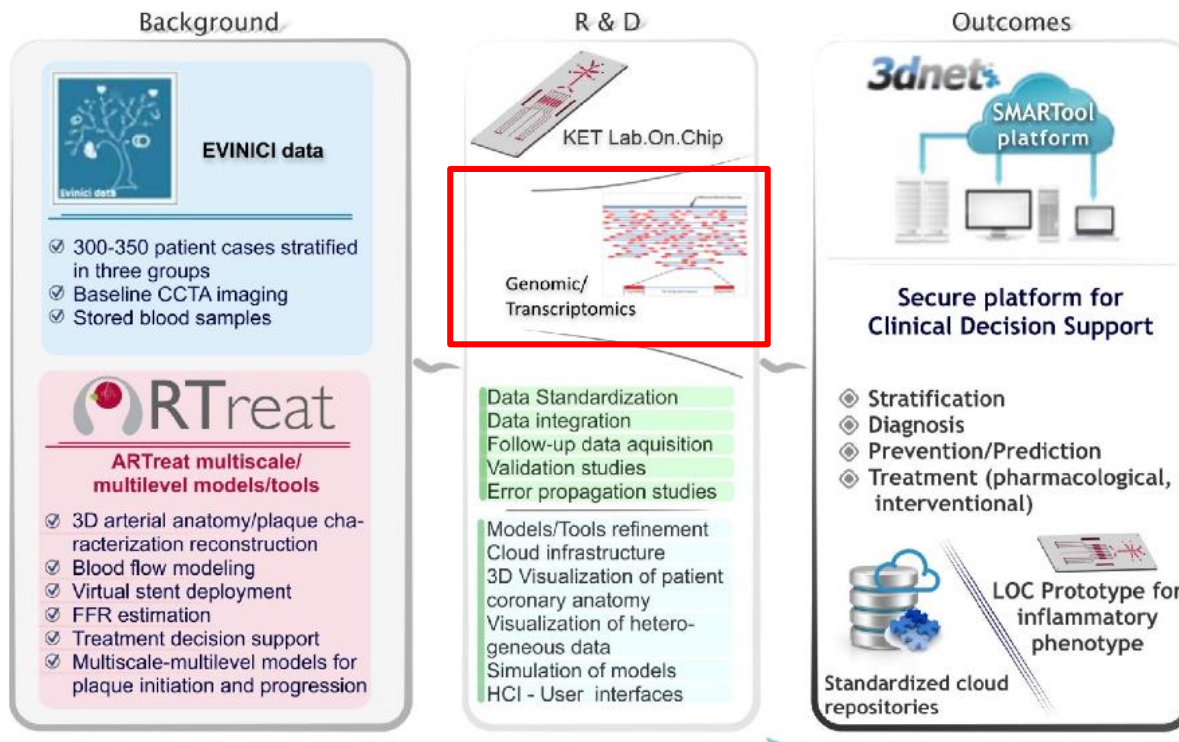 Background
EVINICI data
Evinici data
300-350 patient cases stratified
in three groups
Baseline CCTA imaging
Stored blood samples
ARTreat
ARTreat multiscale/
multilevel models/tools
3D arterial anatomy/plaque cha-
racterization reconstruction
Blood flow modeling
Virtual stent deployment
FFR estimation
Treatment decision support
Multiscale-multilevel models for
plaque initiation and progression
R & D
KET Lab.On.Chip
Genomic/
Transcriptomics
Data Standardization
Data integration
Follow-up data aquisition
Validation studies
Error propagation studies
Models/Tools refinement
Cloud infrastructure
3D Visualization of patient
coronary anatomy
Visualization of hetero-
geneous data
Simulation of models
HCI - User interfaces
Outcomes
3dnet
SMARTool
platform
Secure platform for
Clinical Decision Support
Stratification
Diagnosis
Prevention/Prediction
Treatment (pharmacological,
interventional)
Standardized cloud
repositories
LOC Prototype for
inflammatory
phenotype